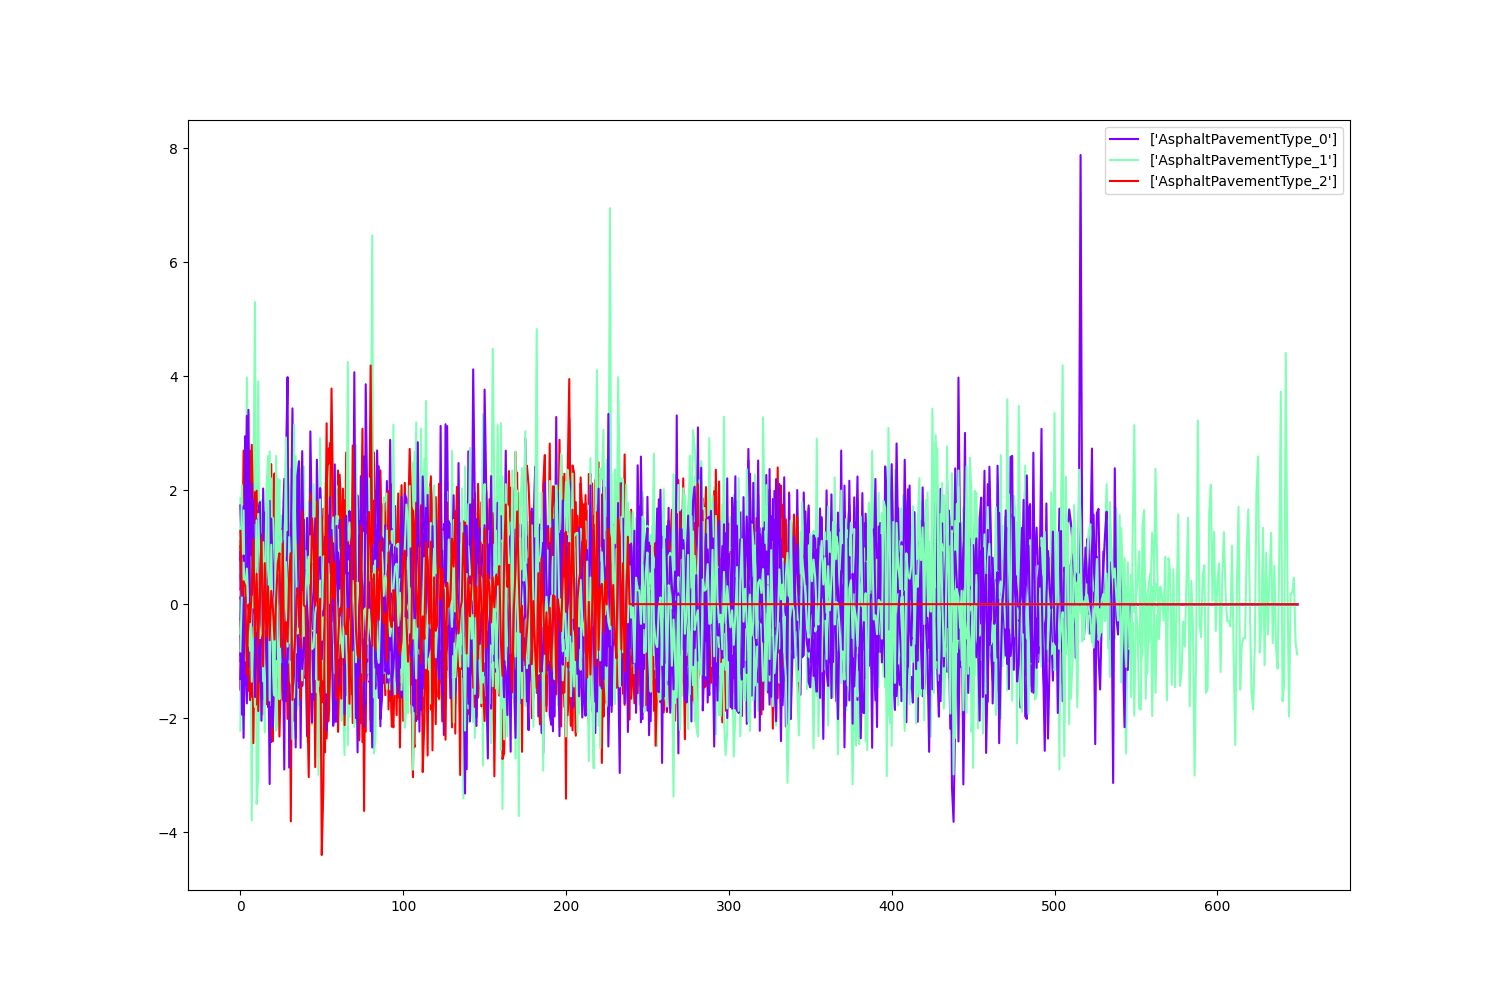 ['AsphaltPavementType_0']
['AsphaltPavementType_1']
['AsphaltPavementType_2']
8
6
4
2
0
−2
−4
0 100 200 300 400 500 600